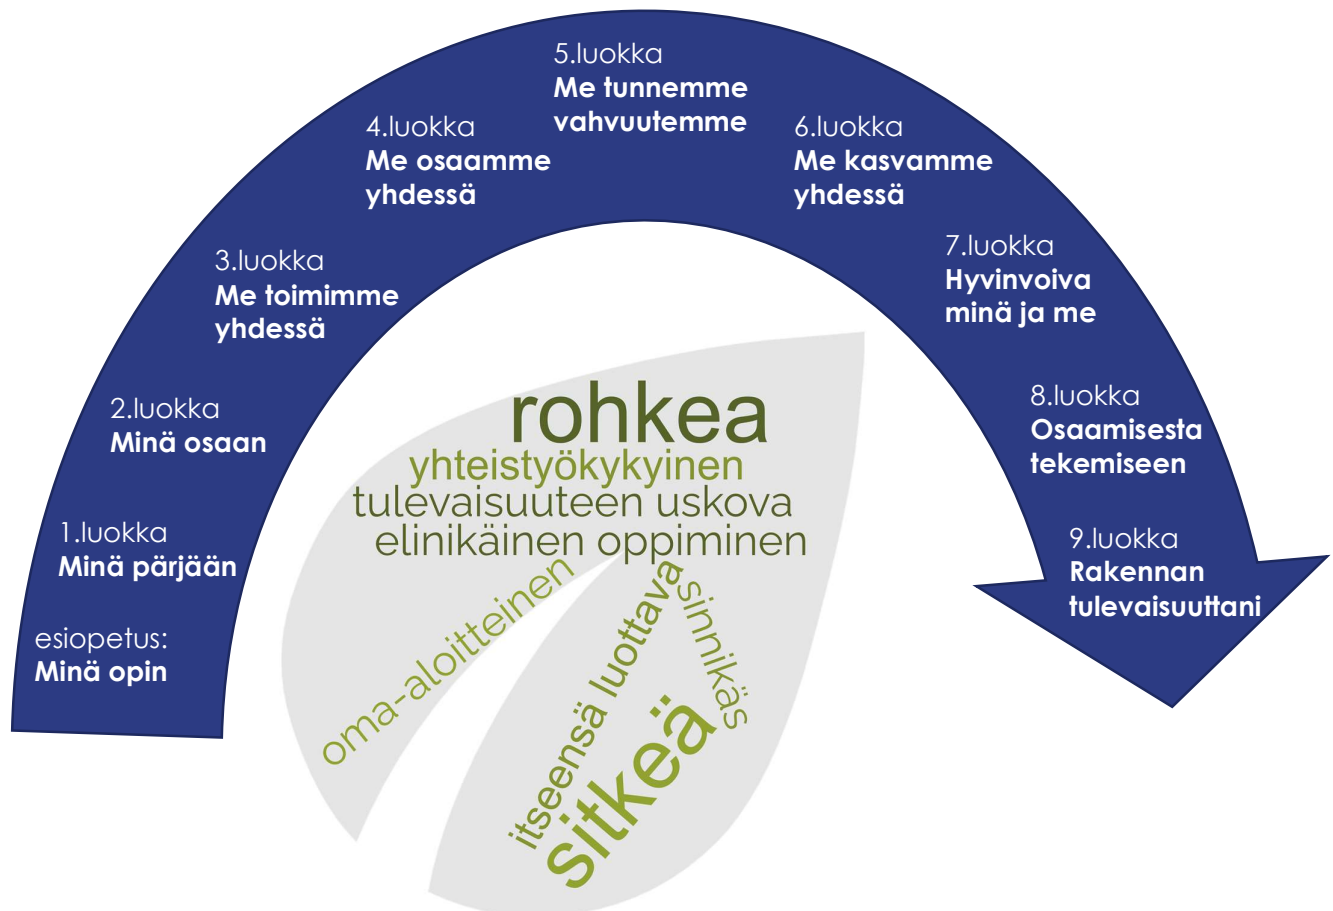 esiopetus:
Minä opin
1.luokka
Minä pärjään
2.luokka
Minä osaan
3.luokka
Me toimimme
yhdessä
4.luokka
Me osaamme
yhdessä
5.luokka
Me tunnemme
vahvuutemme
6.luokka
Me kasvamme
yhdessä
7.luokka
Hyvinvoiva
minä ja me
8.luokka
Osaamisesta
tekemiseen
9.luokka
Rakennan
tulevaisuuttani
rohkea
yhteistyökykyinen
tulevaisuuteen uskova
elinikäinen oppiminen
oma-aloitteinen
itseensä luottava
sinnikäs
sitkeä